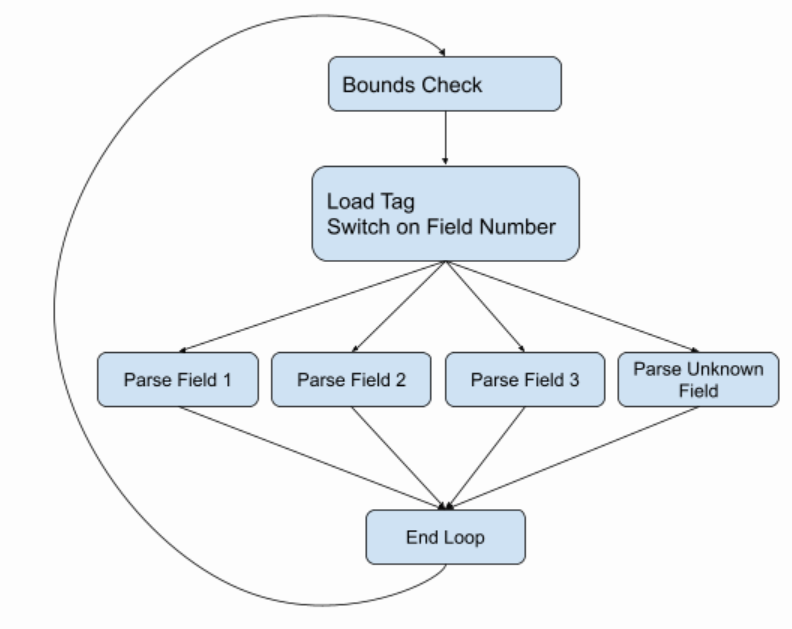 Bounds Check
Load Tag
Switch on Field Number
Parse Field 1
Parse Field 2
Parse Field 3
Parse Unknown
Field
End Loop